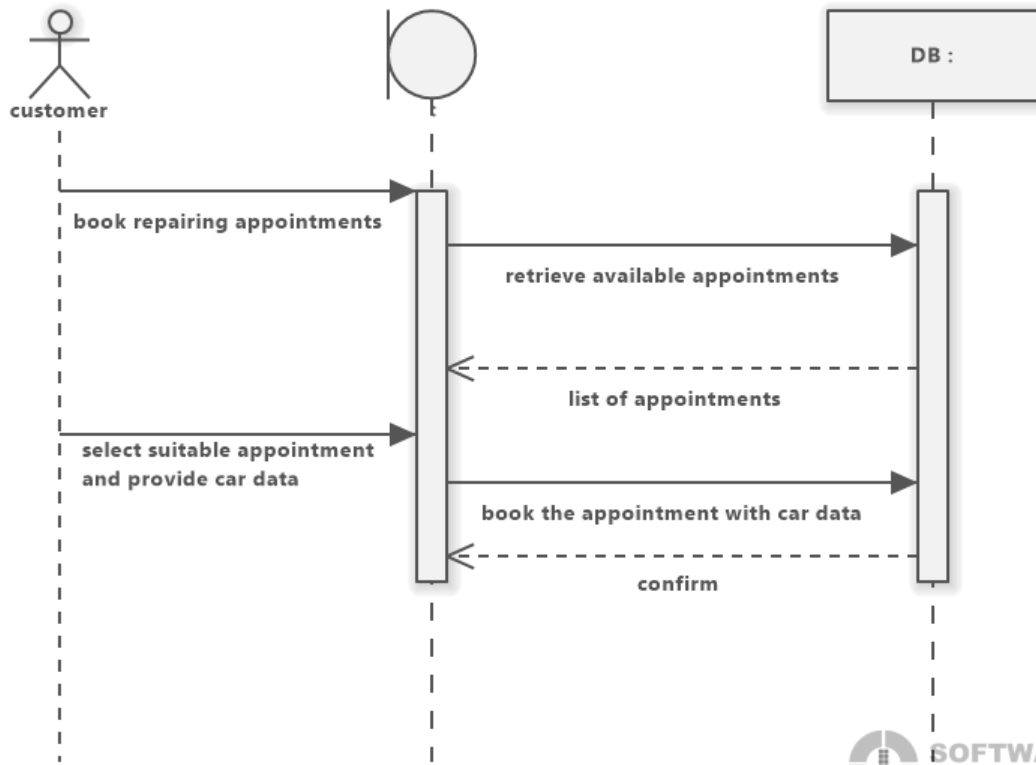 customer
:
DB :
book repairing appointments
retrieve available appointments
list of appointments
select suitable appointment
and provide car data
book the appointment with car data
confirm
SOFTWA